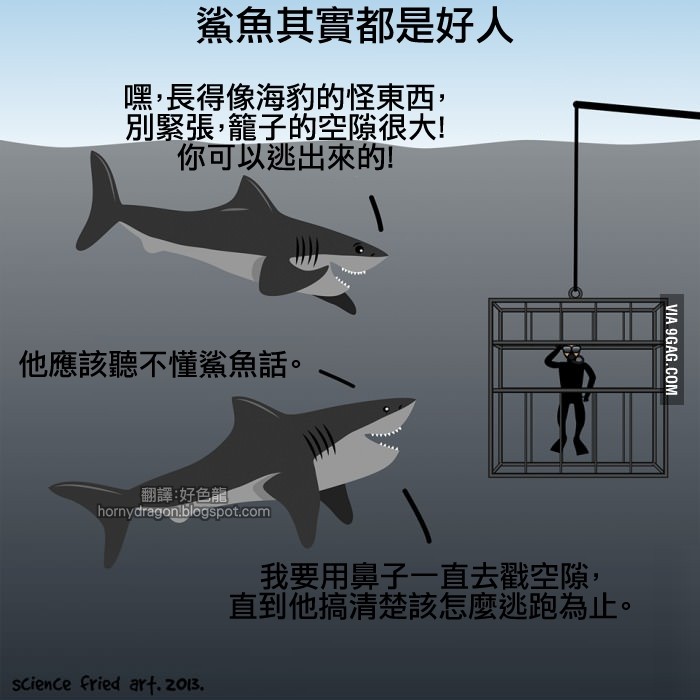 鯊魚其實都是好人
嘿,長得像海豹的怪東西,
別緊張,籠子的空隙很大!
你可以逃出來的!
VIA 9GAG.COM
他應該聽不懂鯊魚話。
翻譯:好色龍
hornydragon.blogspot.com
我要用鼻子一直去戳空隙,
直到他搞清楚該怎麼逃跑為止。
science fried art. 2013.